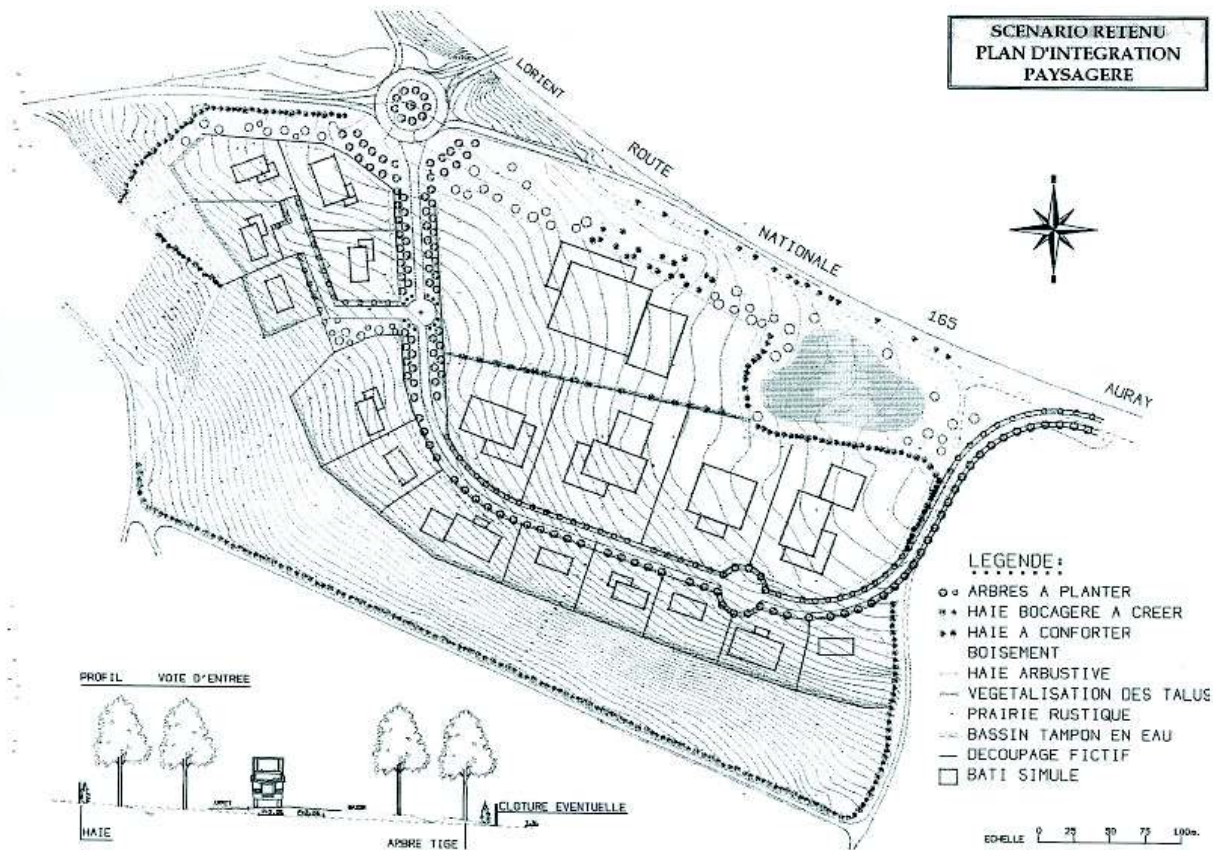 SCENARIO RETENU
PLAN D'INTEGRATION
PAYSAGERE
LORIENT
ROUTE
NATIONALE
165
AURAY
LEGENDE:
ARBRES A PLANTER
HAIE BOCAGERE A CREER
HAIE A CONFORTER
BOISEMENT
HAIE ARBUSTIVE
VEGETALISATION DES TALUS
PRAIRIE RUSTIQUE
BASSIN TAMPON EN EAU
DECOUPAGE FICTIF
BATI SIMULE
PROFIL VOIE D'ENTREE
CLOTURE EVENTUELLE
HAIE
ARBRE TIGE
ECHELLE 0 25 50 75 100m.